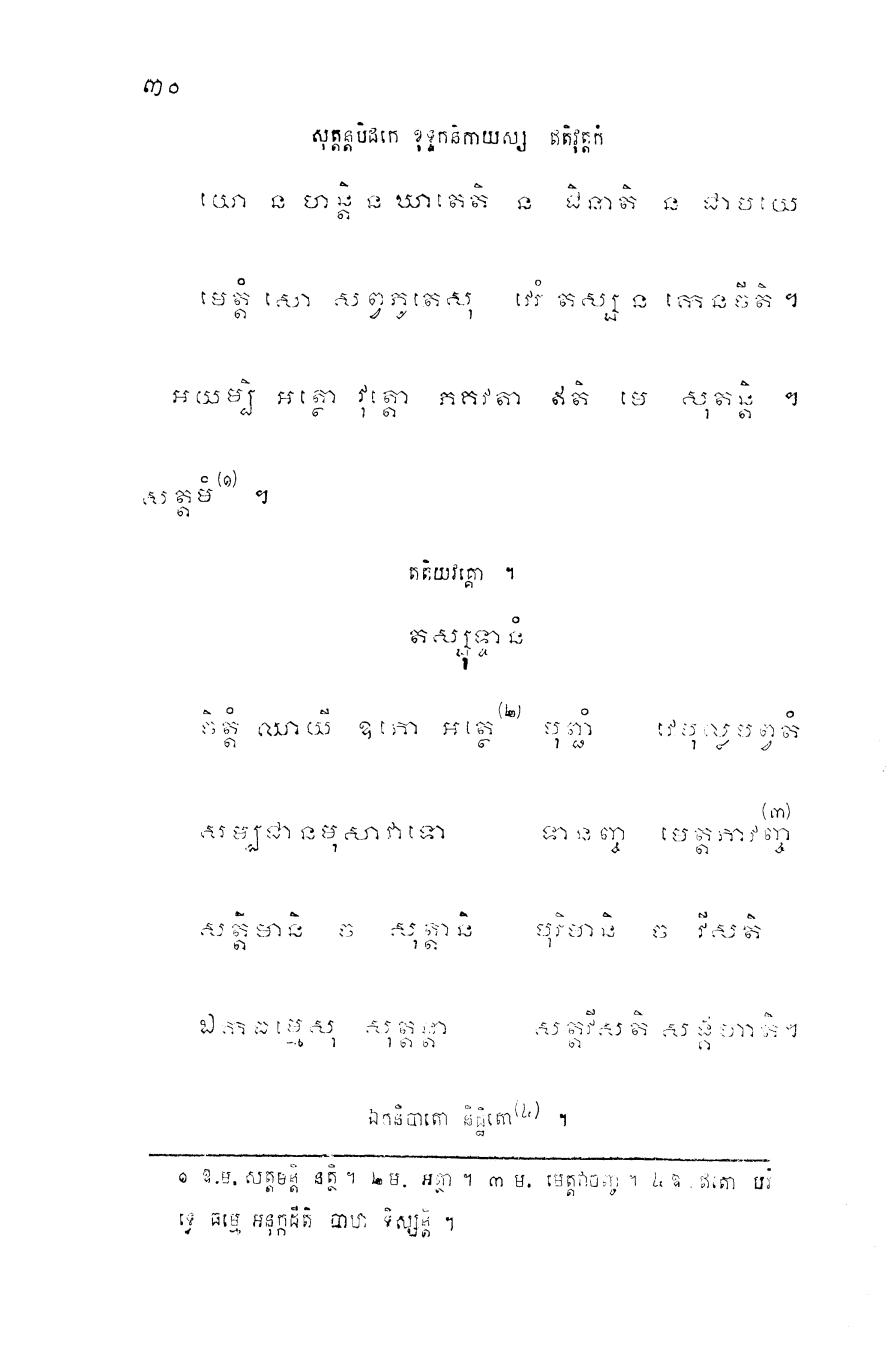 ៣០
សុត្តន្តបិដកេ ខុទ្ទកនិកាយស្ស ឥតិវុត្តកំ
យោ ន ហន្តិ ន ឃាតេតិ ន ជិនាតិ ន ជាបយេ
មេត្តំ សោ សព្វភូតេសុ វេរំ តស្ស ន កេនចីតិ ។
អយម្បិ អត្ថោ វុត្តោ ភគវតា ឥតិ មេ សុតន្តិ ។
សត្តមំ(១) ។
តតិយវគ្គោ ។
តស្សុទ្ទានំ
ចិត្តំ ឈាយី ឧភោ អត្ថេ(២) បុញ្ជំ វេបុល្លបព្វតំ
សម្បជានមុសាវាទោ ទានញ្ច មេត្តភាវញ្ច(៣)
សត្តិមានិ ច សុត្តានិ បុរិមានិ ច វីសតិ
ឯកធម្មេសុ សុត្តន្តា សត្តវីសតិ សង្គហាតិ។
ឯកនិបាតោ និដ្ឋិតោ(៤) ។
១ ឱ.ម. សត្តមន្តិ នត្ថិ ។ ២ ម. អត្ថា ។ ៣ ម. មេត្តវាចញ្ច ។ ៤ ឱ. ឥតោ បរំ
ទ្វេ ធម្មេ អនុក្កដីតិ បាឋា ទិស្សន្តិ ។